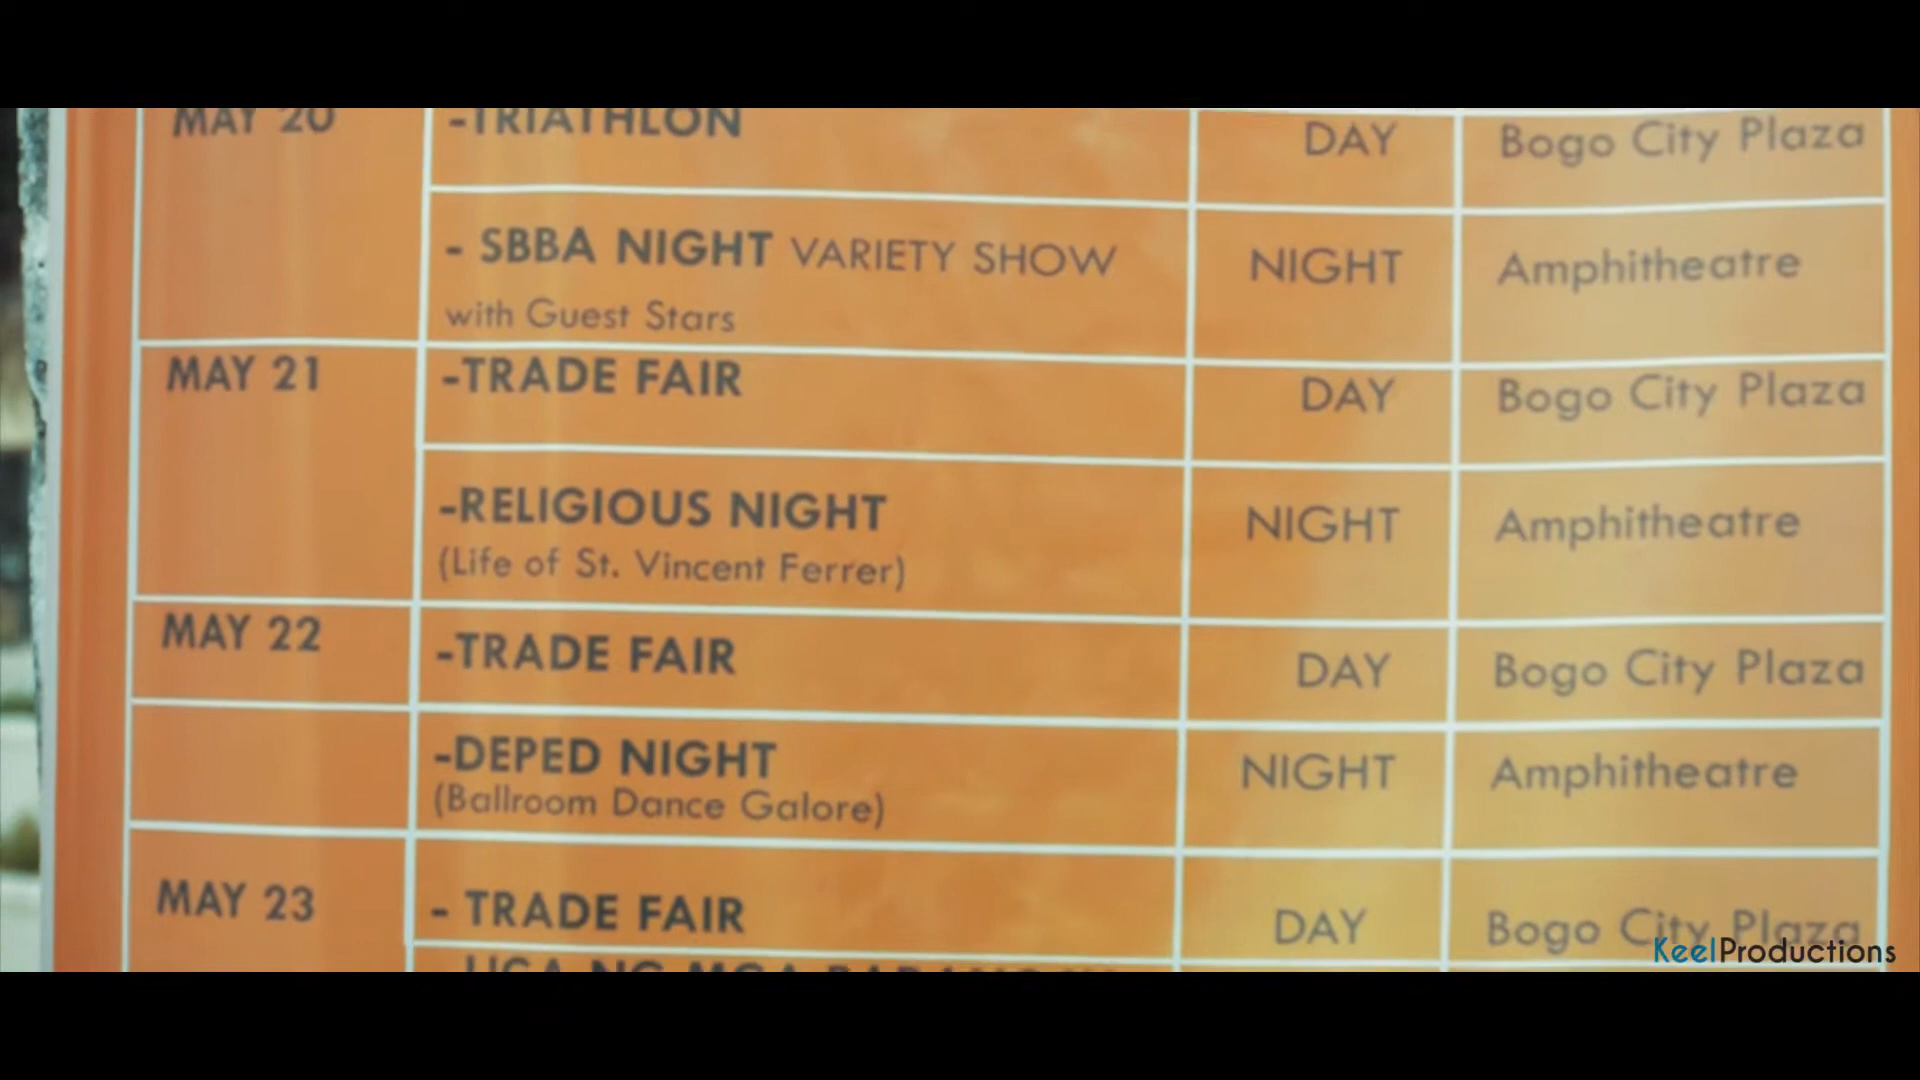 MAY 20 -TRIATHLON DAY Bogo City Plaza
- SBBA NIGHT VARIETY SHOW NIGHT Amphitheatre
with Guest Stars
MAY 21 -TRADE FAIR DAY Bogo City Plaza
-RELIGIOUS NIGHT NIGHT Amphitheatre
(Life of St. Vincent Ferrer)
MAY 22 -TRADE FAIR DAY Bogo City Plaza
-DEPED NIGHT NIGHT Amphitheatre
(Ballroom Dance Galore)
MAY 23 - TRADE FAIR DAY Bogo City Plaza
KeelProductions